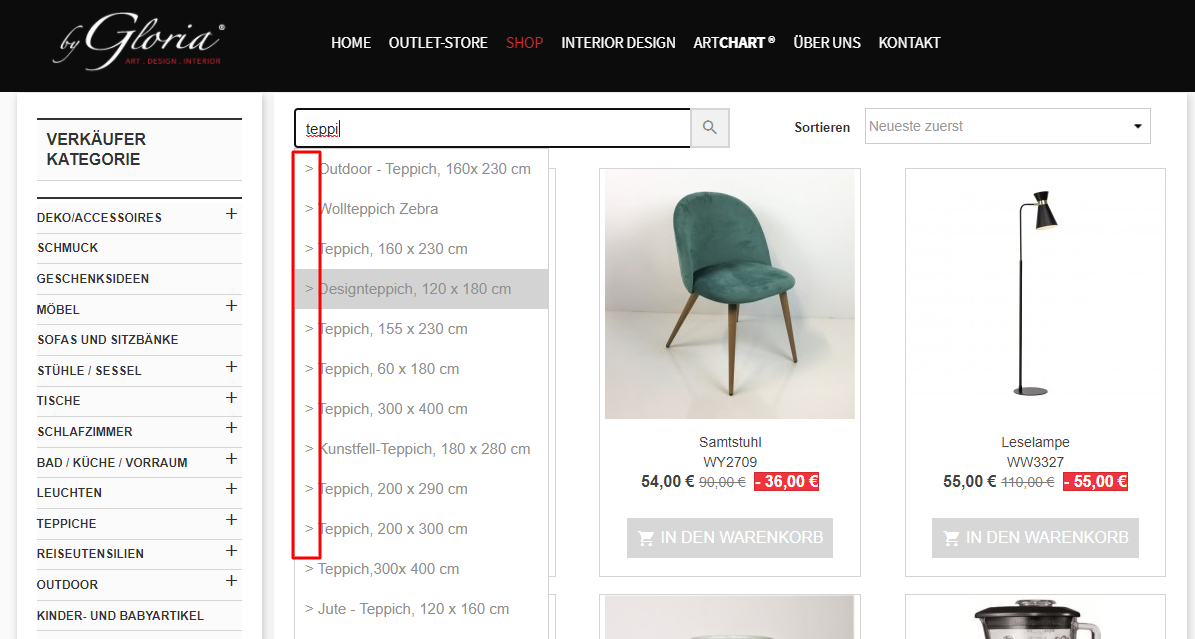 by Gloria®
ART . DESIGN . INTERIOR
HOME OUTLET-STORE SHOP INTERIOR DESIGN ARTCHART ® ÜBER UNS KONTAKT
VERKÄUFER
KATEGORIE
DEKO/ACCESSOIRES +
SCHMUCK
GESCHENKSIDEEN
MÖBEL +
SOFAS UND SITZBÄNKE
STÜHLE / SESSEL +
TISCHE +
SCHLAFZIMMER +
BAD / KÜCHE / VORRAUM +
LEUCHTEN +
TEPPICHE +
REISEUTENSILIEN +
OUTDOOR +
KINDER- UND BABYARTIKEL
teppi
Sortieren Neueste zuerst
> Outdoor - Teppich, 160x 230 cm
> Wollteppich Zebra
> Teppich, 160 x 230 cm
> Designteppich, 120 x 180 cm
> Teppich, 155 x 230 cm
> Teppich, 60 x 180 cm
> Teppich, 300 x 400 cm
> Kunstfell-Teppich, 180 x 280 cm
> Teppich, 200 x 290 cm
> Teppich, 200 x 300 cm
> Teppich,300x 400 cm
> Jute - Teppich, 120 x 160 cm
Samtstuhl
WY2709
54,00 € 90,00 € - 36,00 €
IN DEN WARENKORB
Leselampe
WW3327
55,00 € 110,00 € - 55,00 €
IN DEN WARENKORB